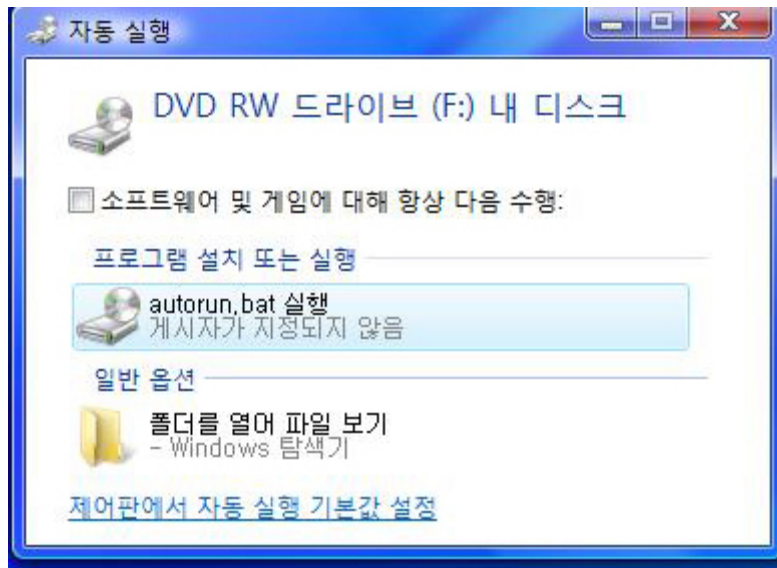 자동 실행
DVD RW 드라이브 (F:) 내 디스크
소프트웨어 및 게임에 대해 항상 다음 수행:
프로그램 설치 또는 실행
autorun.bat 실행
게시자가 지정되지 않음
일반 옵션
폴더를 열어 파일 보기
- Windows 탐색기
제어판에서 자동 실행 기본값 설정